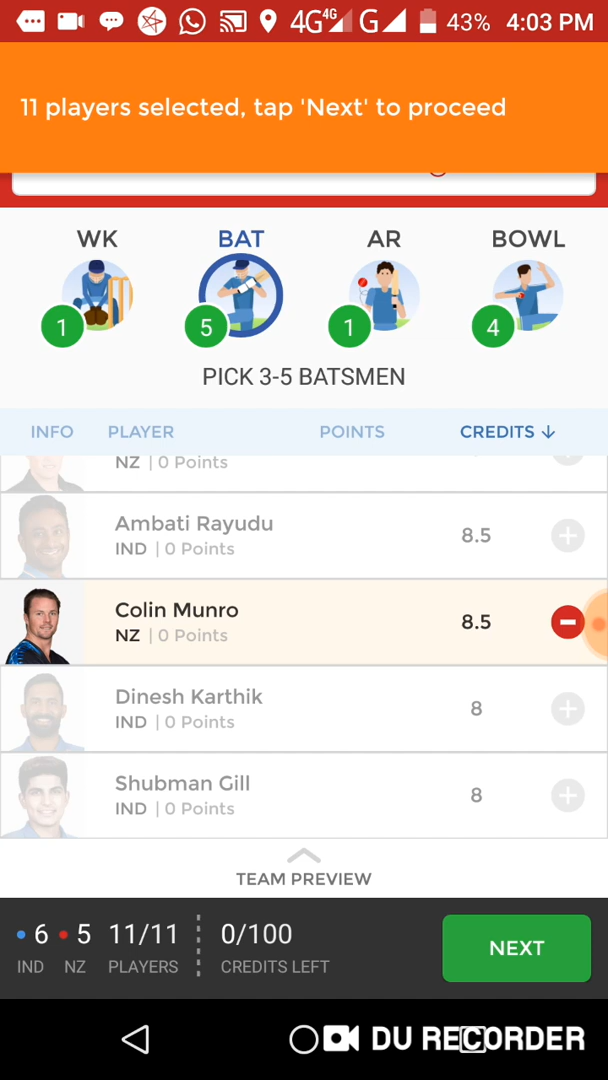 4G 4G G 43% 4:03 PM
11 players selected, tap 'Next' to proceed
WK BAT AR BOWL
1 5 1 4
PICK 3-5 BATSMEN
INFO PLAYER POINTS CREDITS ↓
NZ | 0 Points
Ambati Rayudu
IND | 0 Points
8.5
Colin Munro
NZ | 0 Points
8.5
Dinesh Karthik
IND | 0 Points
8
Shubman Gill
IND | 0 Points
8
TEAM PREVIEW
6 5 11/11 0/100
IND NZ PLAYERS CREDITS LEFT
NEXT
DU RECORDER